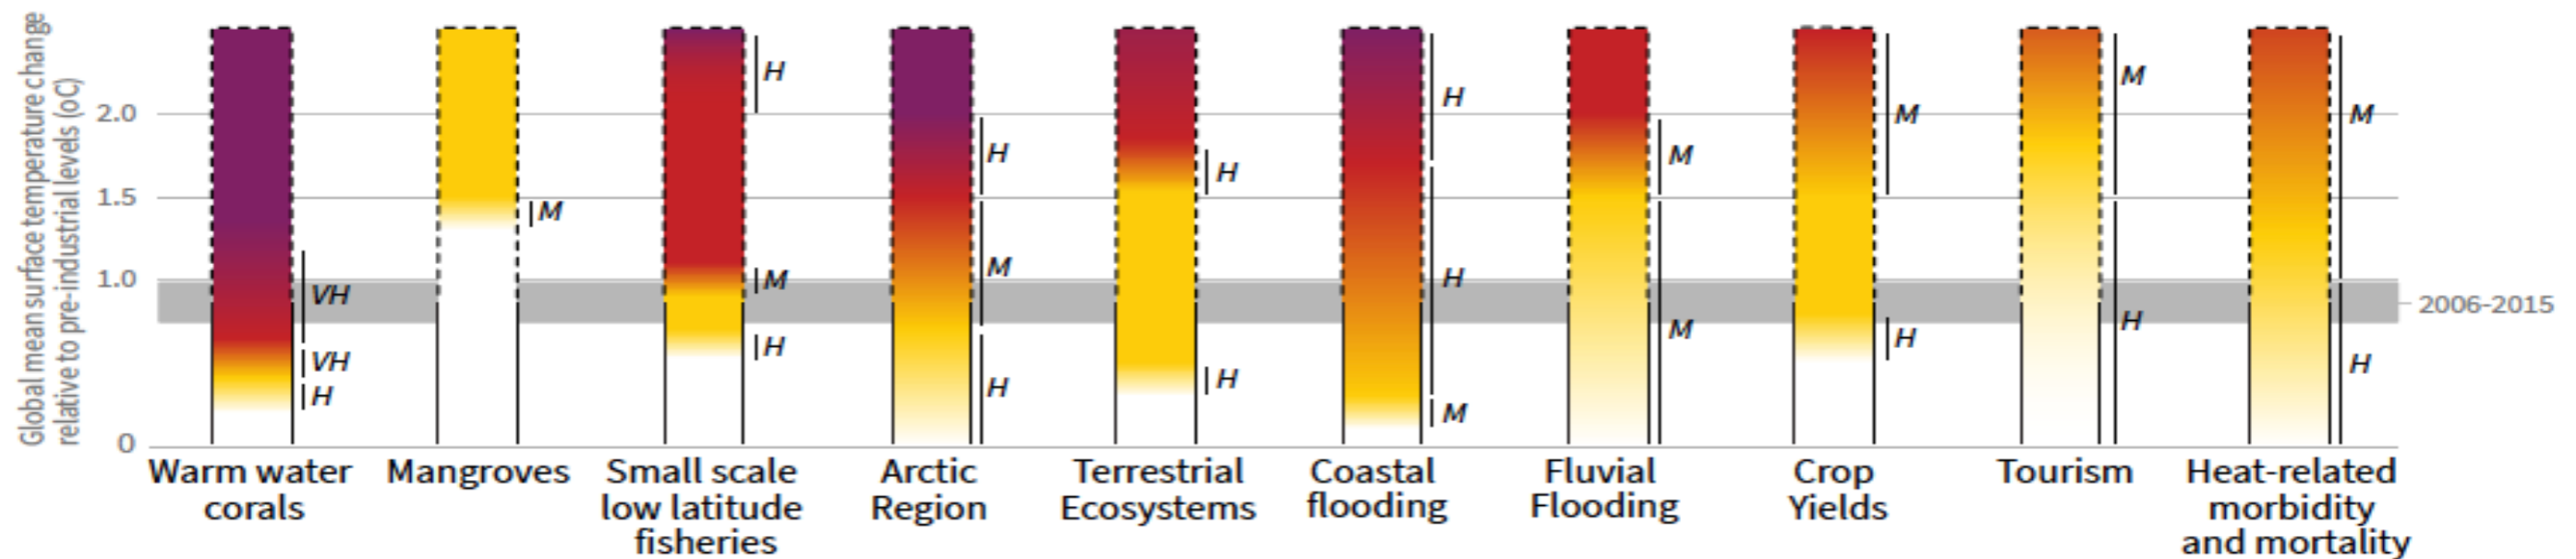 Global mean surface temperature change
relative to pre-industrial levels (oC)
2.0
1.5
1.0
0
VH
VH
H
M
H
M
H
H
M
H
H
H
H
H
M
M
M
M
H
M
H
M
H
2006-2015
Warm water
corals
Mangroves
Small scale
low latitude
fisheries
Arctic
Region
Terrestrial
Ecosystems
Coastal
flooding
Fluvial
Flooding
Crop
Yields
Tourism
Heat-related
morbidity
and mortality